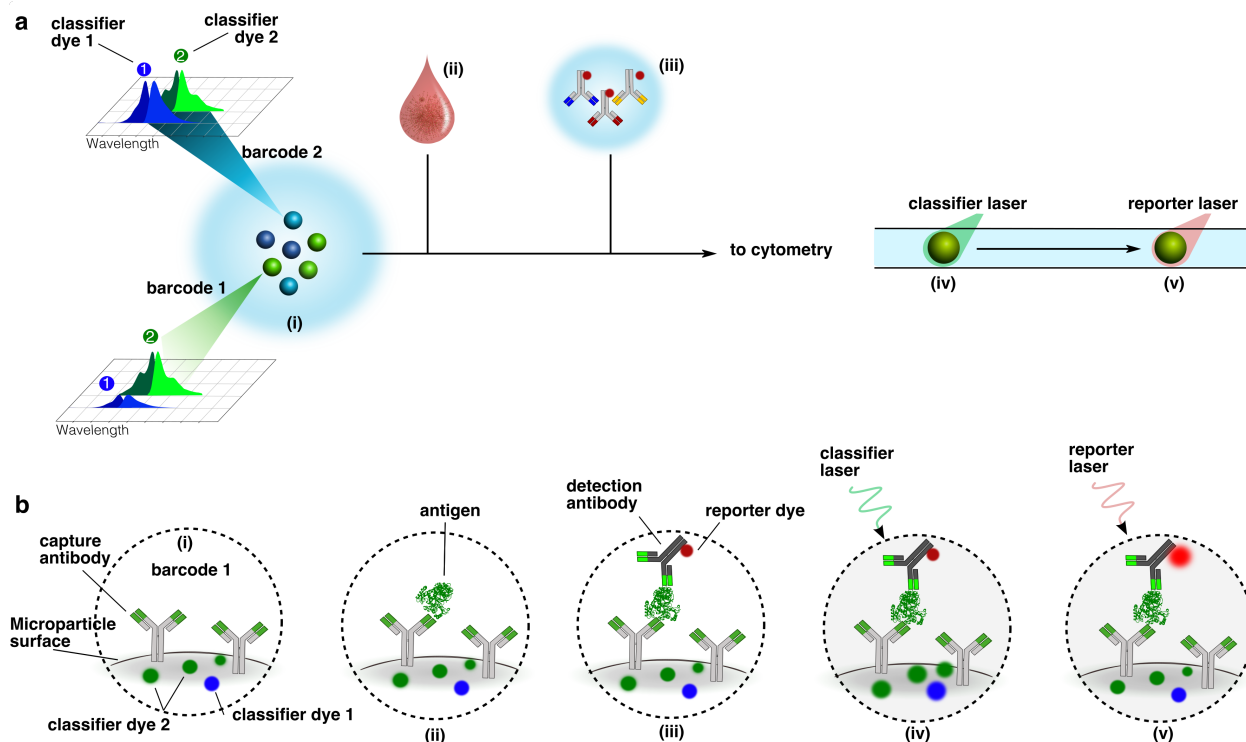 a
classifier
dye 1
classifier
dye 2
1
2
Wavelength
barcode 2
(ii)
(iii)
(i)
to cytometry
classifier laser
reporter laser
(iv)
(v)
barcode 1
2
1
Wavelength
b
capture
antibody
(i)
barcode 1
Microparticle
surface
classifier dye 2
classifier dye 1
antigen
(ii)
detection
antibody
reporter dye
(iii)
classifier
laser
(iv)
reporter
laser
(v)